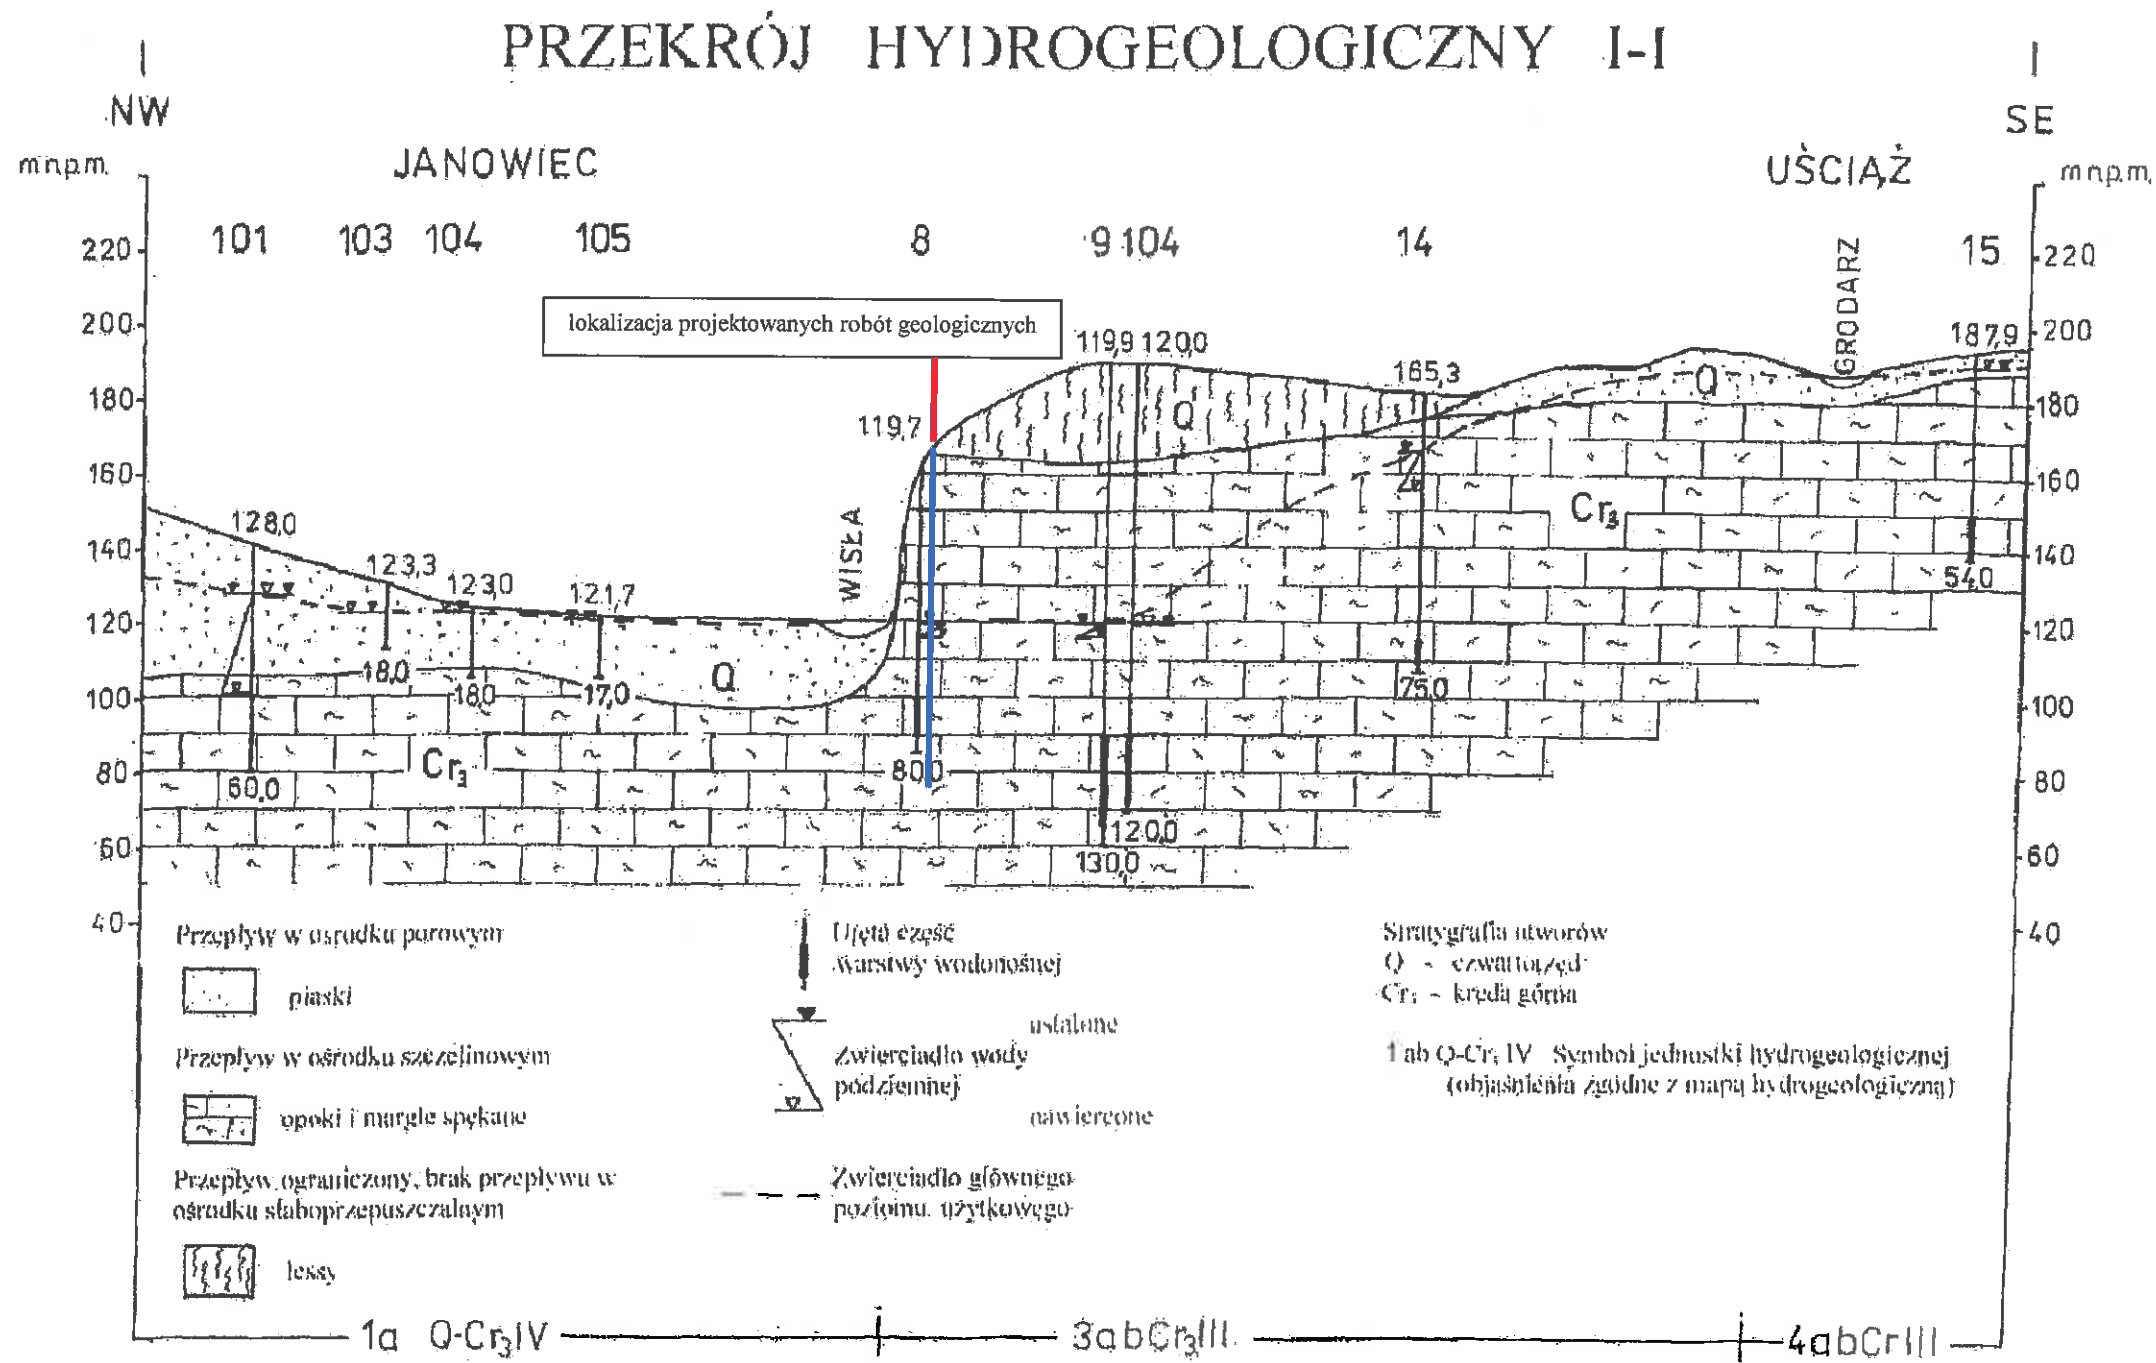 PRZEKRÓJ HYDROGEOLOGICZNY I-I
I I
NW SE
m n.p.m. JANOWIEC UŚCIĄŻ m n.p.m.
101 103 104 105 8 9 104 14 GRODARZ 15
220 220
200 200
180 180
160 160
140 140
120 120
100 100
80 80
60 60
40 40
lokalizacja projektowanych robót geologicznych
119,9 120,0 187,9
165,3
119,7
WISŁA
128,0
123,3
123,0 121,7
Q Q Q
Cr₃ Cr₃
18,0 18,0 17,0
54,0
75,0
60,0 80,0
120,0
130,0
Przepływ w ośrodku porowym
piaski
Przepływ w ośrodku szczelinowym
opoki i margle spękane
Przepływ ograniczony, brak przepływu w
ośrodku słaboprzepuszczalnym
lessy
Ujęta część
warstwy wodonośnej
ustalone
Zwierciadło wody
podziemnej
nawiercone
Zwierciadło głównego
poziomu użytkowego
Stratygrafia utworów
Q - czwartorzęd
Cr₃ - kreda górna
1 ab Q-Cr₃ IV Symbol jednostki hydrogeologicznej
(objaśnienia zgodne z mapą hydrogeologiczną)
1a Q-Cr₃IV 3abCr₃III 4abCrIII